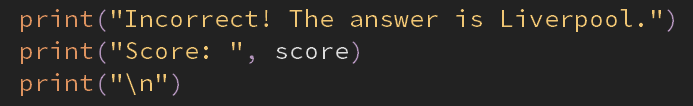 print("Incorrect! The answer is Liverpool.")
print("Score: ", score)
print("\n")